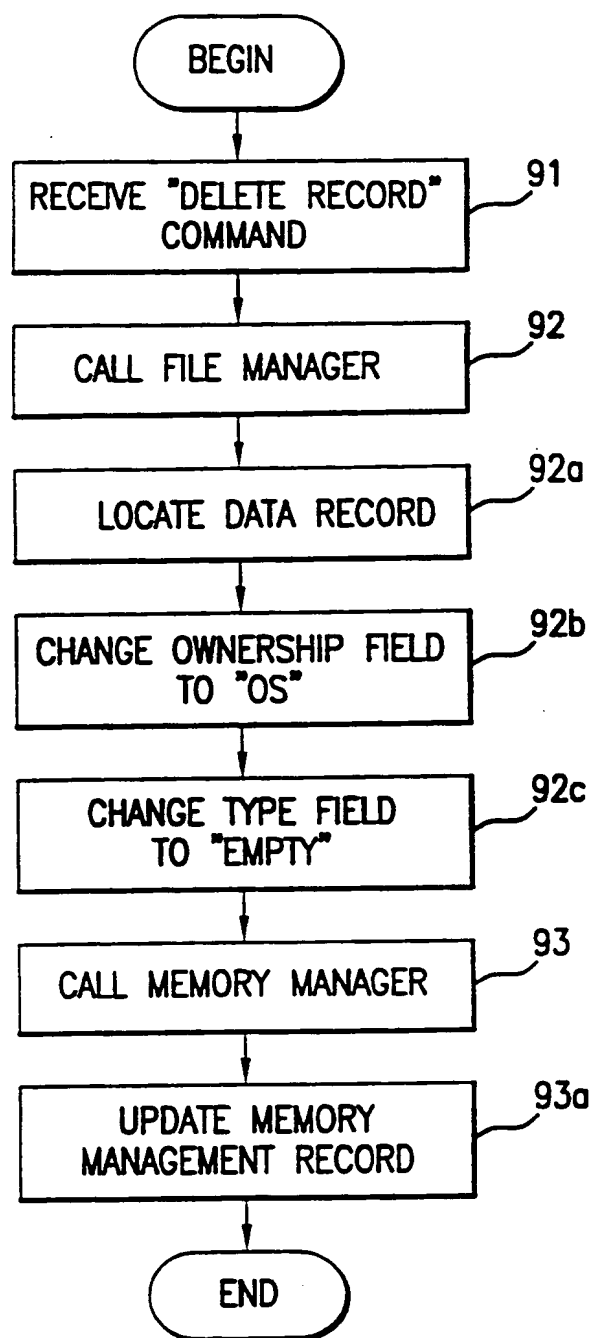 BEGIN
RECEIVE "DELETE RECORD"
COMMAND
91
CALL FILE MANAGER
92
LOCATE DATA RECORD
92a
CHANGE OWNERSHIP FIELD
TO "OS"
92b
CHANGE TYPE FIELD
TO "EMPTY"
92c
CALL MEMORY MANAGER
93
UPDATE MEMORY
MANAGEMENT RECORD
93a
END